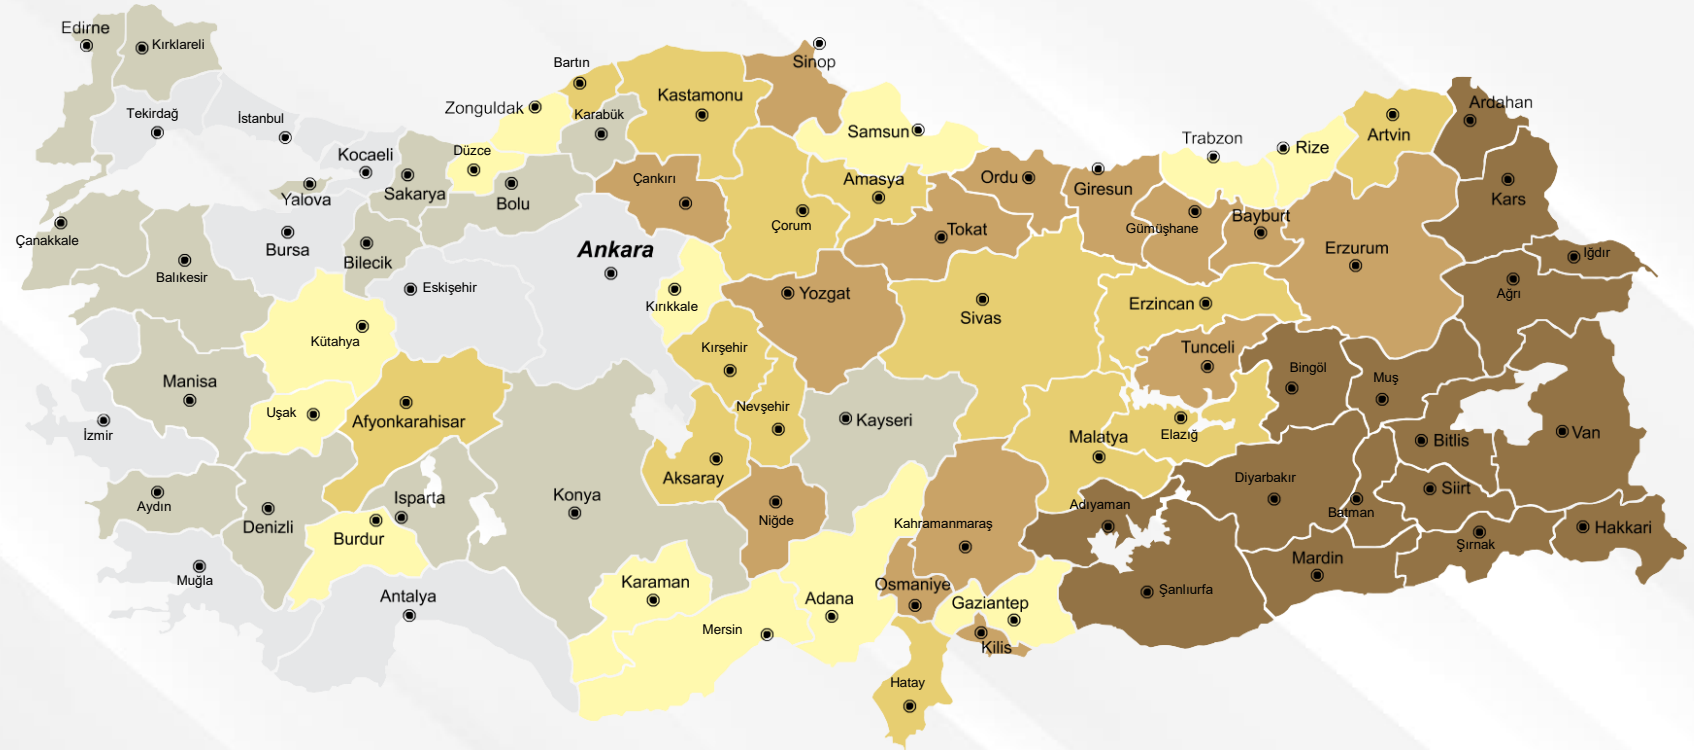 Edirne
Kırklareli
Tekirdağ
İstanbul
Kocaeli
Yalova
Sakarya
Düzce
Zonguldak
Bartın
Karabük
Kastamonu
Sinop
Samsun
Bolu
Çankırı
Çorum
Amasya
Ordu
Giresun
Trabzon
Rize
Artvin
Ardahan
Kars
Çanakkale
Balıkesir
Bursa
Bilecik
Eskişehir
Ankara
Kırıkkale
Yozgat
Tokat
Sivas
Gümüşhane
Bayburt
Erzincan
Erzurum
Iğdır
Ağrı
Kütahya
Manisa
Uşak
Afyonkarahisar
İzmir
Kırşehir
Nevşehir
Kayseri
Aksaray
Malatya
Elazığ
Tunceli
Bingöl
Muş
Bitlis
Van
Aydın
Denizli
Isparta
Burdur
Konya
Niğde
Kahramanmaraş
Adıyaman
Diyarbakır
Batman
Siirt
Şırnak
Hakkari
Mardin
Şanlıurfa
Muğla
Antalya
Karaman
Mersin
Adana
Osmaniye
Gaziantep
Kilis
Hatay